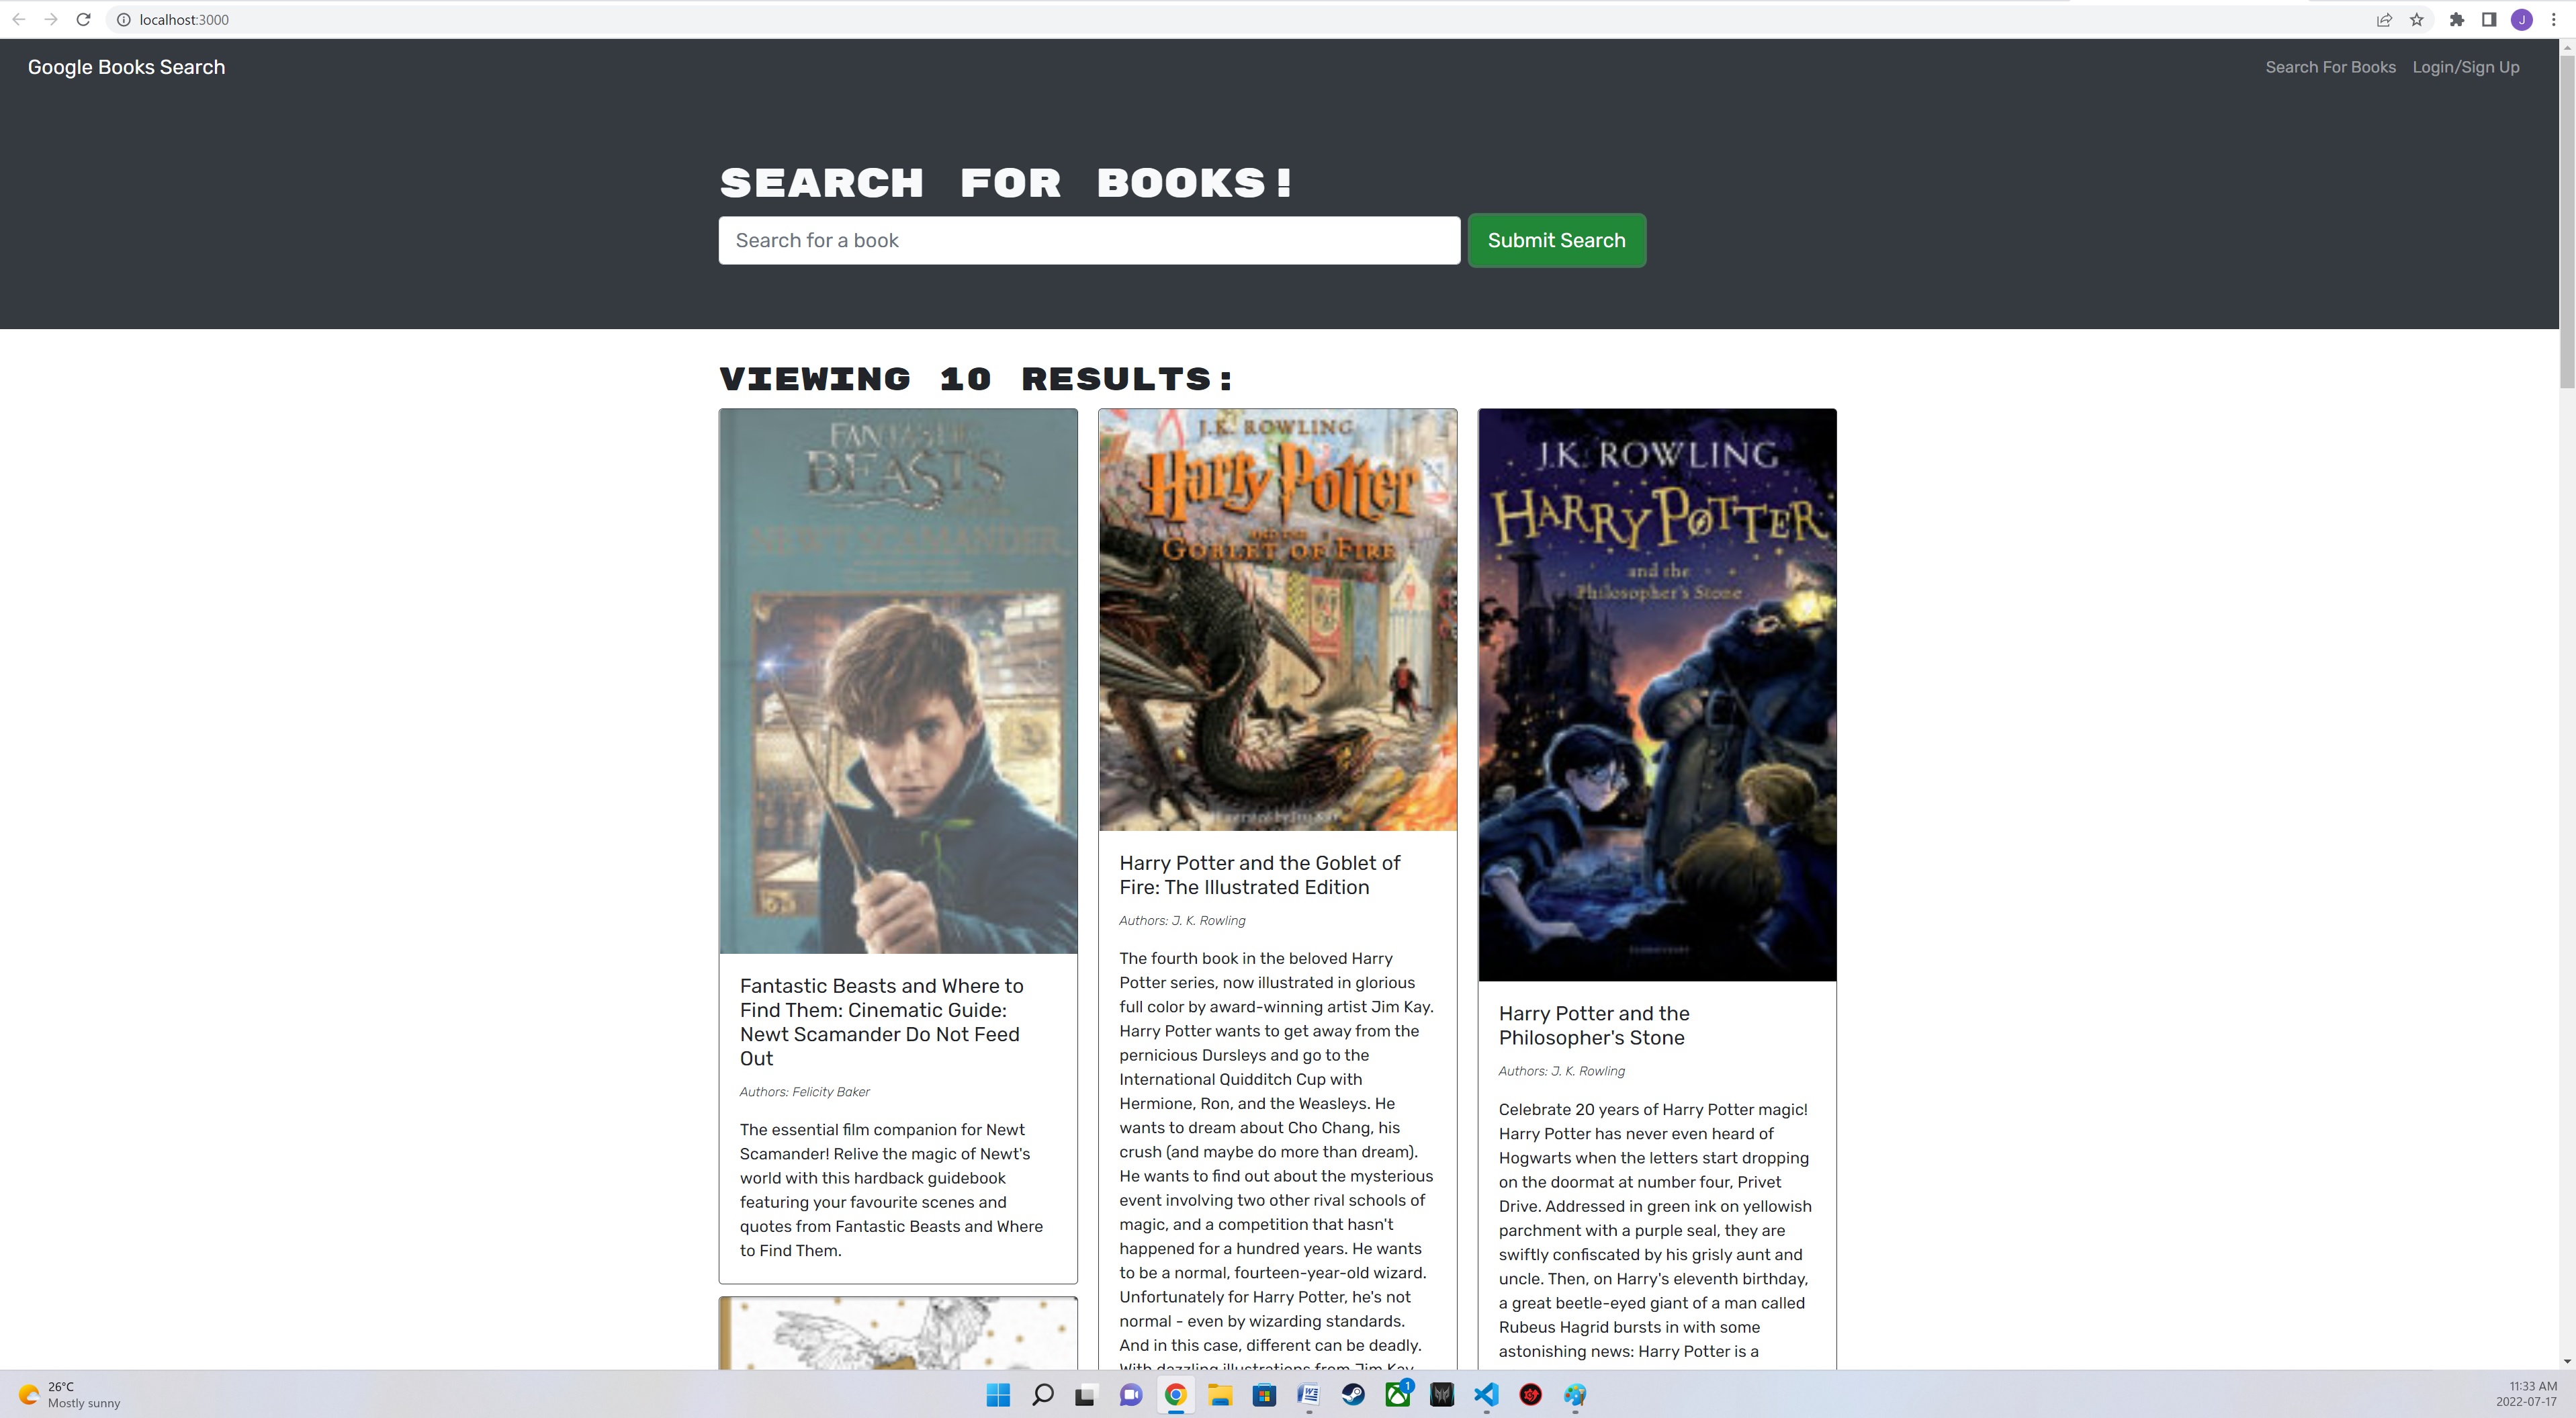 localhost:3000
J
Google Books Search
Search For Books
Login/Sign Up
SEARCH FOR BOOKS!
Search for a book
Submit Search
VIEWING 10 RESULTS:
FANTASTIC
BEASTS
NEWT SCAMANDER
Fantastic Beasts and Where to
Find Them: Cinematic Guide:
Newt Scamander Do Not Feed
Out
Authors: Felicity Baker
The essential film companion for Newt
Scamander! Relive the magic of Newt's
world with this hardback guidebook
featuring your favourite scenes and
quotes from Fantastic Beasts and Where
to Find Them.
J.K. ROWLING
Harry Potter
AND THE
GOBLET OF FIRE
Illustrated by Jim Kay
Harry Potter and the Goblet of
Fire: The Illustrated Edition
Authors: J. K. Rowling
The fourth book in the beloved Harry
Potter series, now illustrated in glorious
full color by award-winning artist Jim Kay.
Harry Potter wants to get away from the
pernicious Dursleys and go to the
International Quidditch Cup with
Hermione, Ron, and the Weasleys. He
wants to dream about Cho Chang, his
crush (and maybe do more than dream).
He wants to find out about the mysterious
event involving two other rival schools of
magic, and a competition that hasn't
happened for a hundred years. He wants
to be a normal, fourteen-year-old wizard.
Unfortunately for Harry Potter, he's not
normal - even by wizarding standards.
And in this case, different can be deadly.
With dazzling illustrations from Jim Kay
J.K. ROWLING
HARRY POTTER
and the
Philosopher's Stone
BLOOMSBURY
Harry Potter and the
Philosopher's Stone
Authors: J. K. Rowling
Celebrate 20 years of Harry Potter magic!
Harry Potter has never even heard of
Hogwarts when the letters start dropping
on the doormat at number four, Privet
Drive. Addressed in green ink on yellowish
parchment with a purple seal, they are
swiftly confiscated by his grisly aunt and
uncle. Then, on Harry's eleventh birthday,
a great beetle-eyed giant of a man called
Rubeus Hagrid bursts in with some
astonishing news: Harry Potter is a
26°C
Mostly sunny
1
11:33 AM
2022-07-17